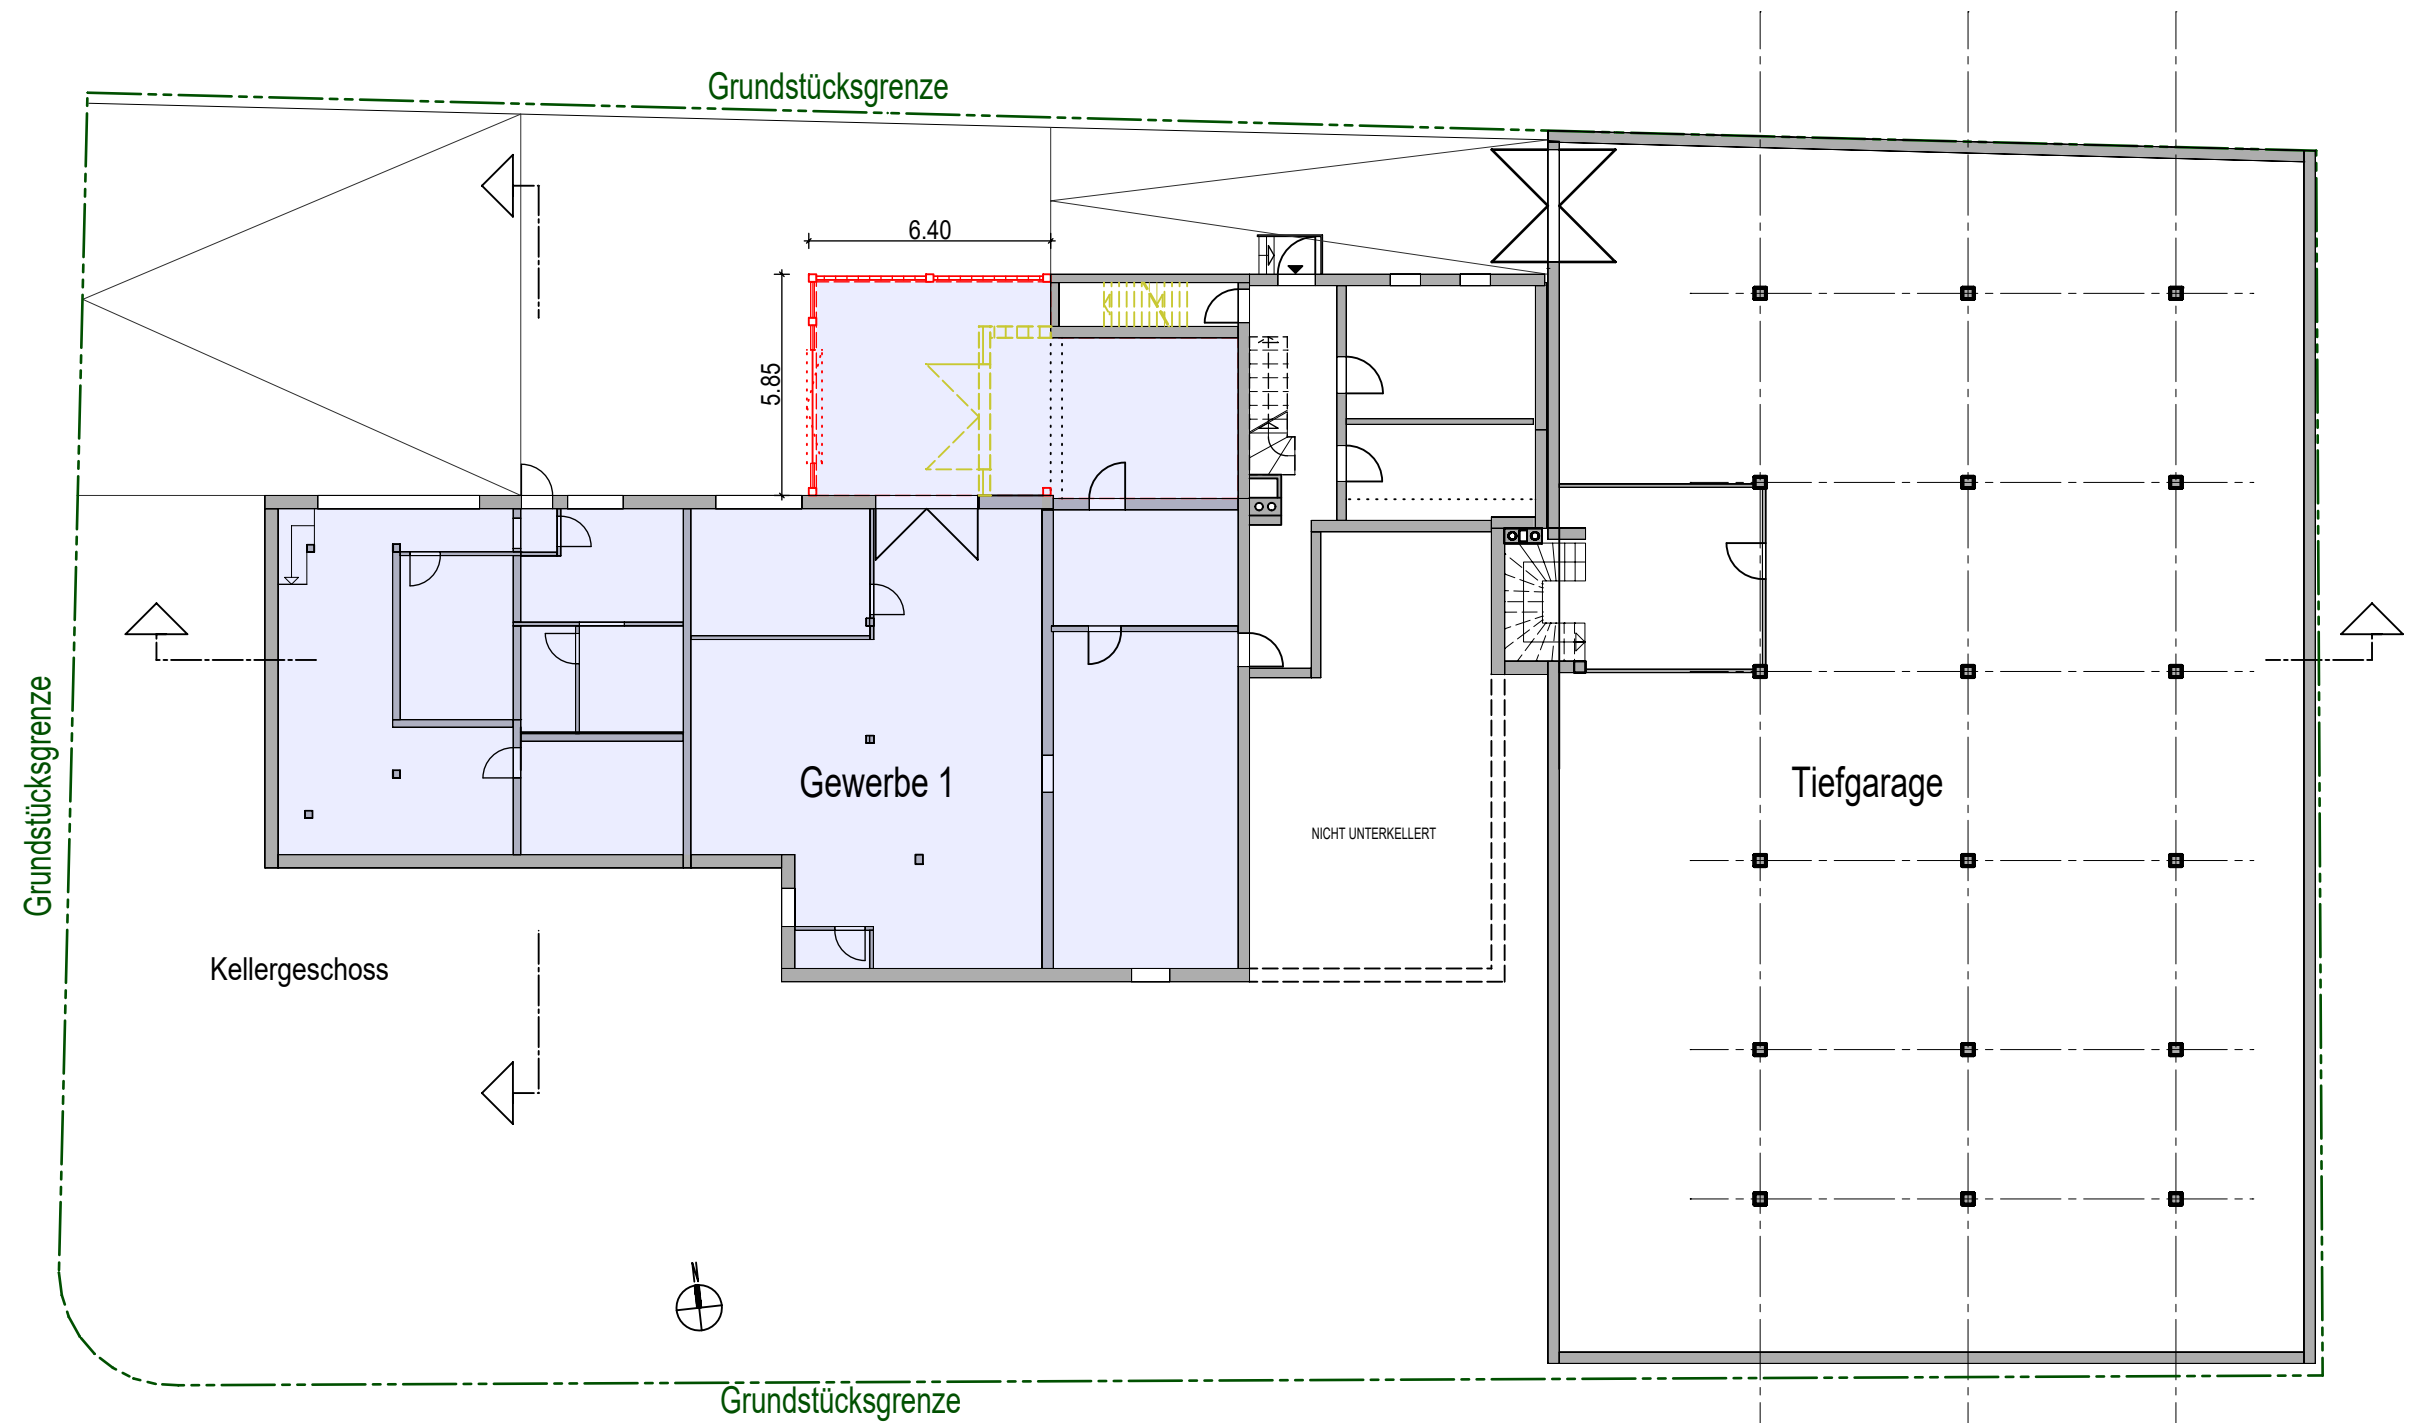 Grundstücksgrenze
6.40
5.85
Grundstücksgrenze
Gewerbe 1
Tiefgarage
NICHT UNTERKELLERT
Kellergeschoss
N
Grundstücksgrenze